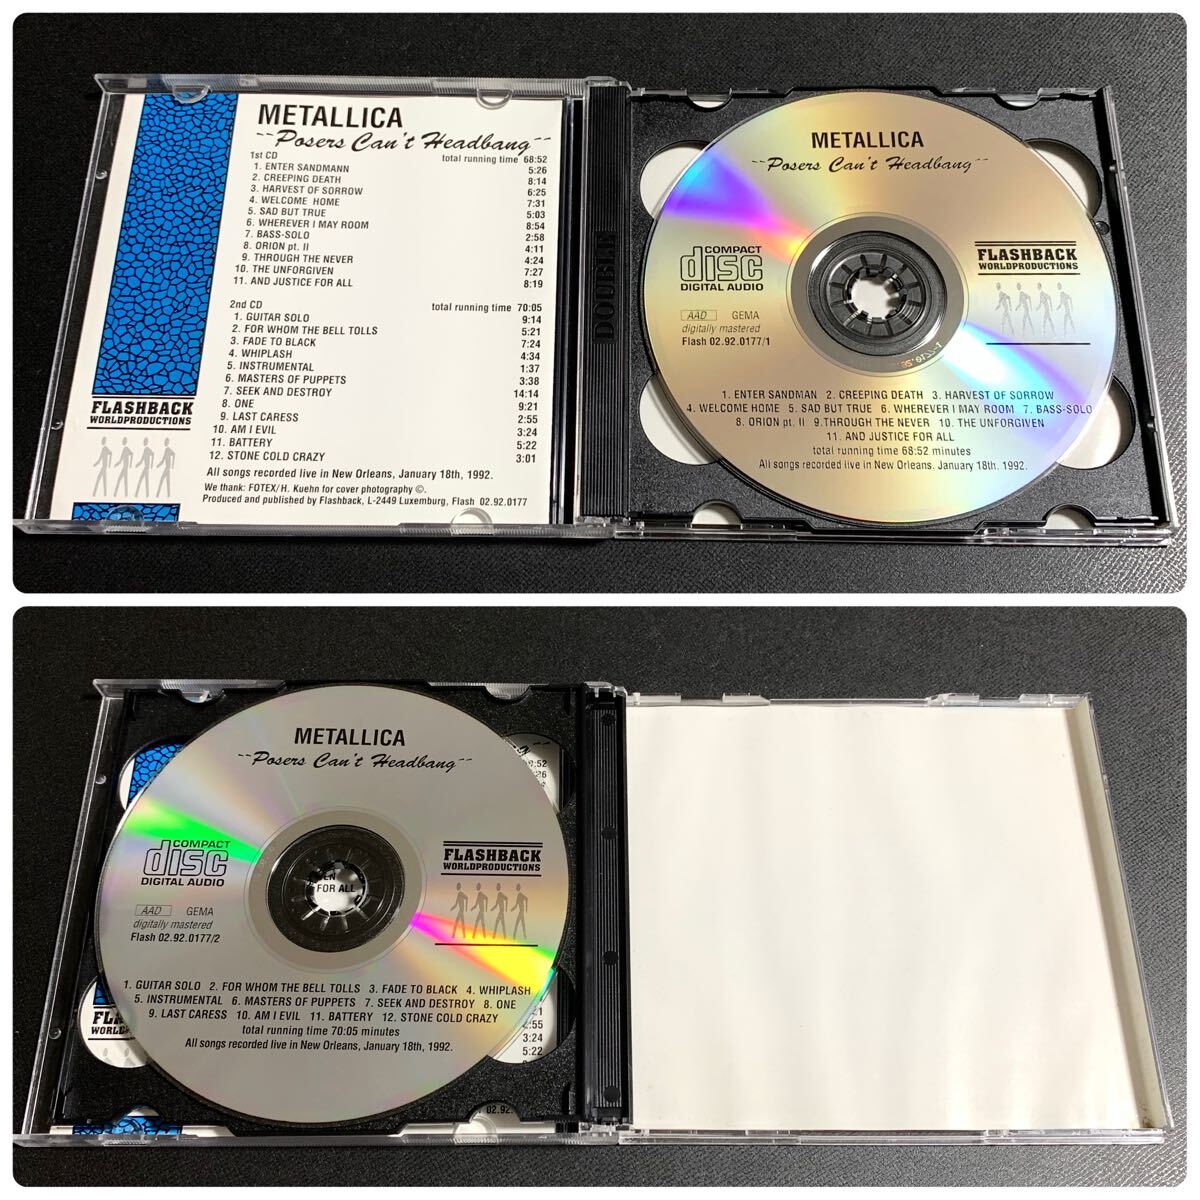 METALLICA
~~Posers Can't Headbang~~
1st CD total running time 68:52
1. ENTER SANDMANN 5:26
2. CREEPING DEATH 8:14
3. HARVEST OF SORROW 6:25
4. WELCOME HOME 7:31
5. SAD BUT TRUE 5:03
6. WHEREVER I MAY ROOM 8:54
7. BASS-SOLO 2:58
8. ORION pt. II 4:11
9. THROUGH THE NEVER 4:24
10. THE UNFORGIVEN 7:27
11. AND JUSTICE FOR ALL 8:19
2nd CD total running time 70:05
1. GUITAR SOLO 9:14
2. FOR WHOM THE BELL TOLLS 5:21
3. FADE TO BLACK 7:24
4. WHIPLASH 4:34
5. INSTRUMENTAL 1:37
6. MASTERS OF PUPPETS 3:38
7. SEEK AND DESTROY 14:14
8. ONE 9:21
9. LAST CARESS 2:55
10. AM I EVIL 3:24
11. BATTERY 5:22
12. STONE COLD CRAZY 3:01
All songs recorded live in New Orleans, January 18th, 1992.
We thank: FOTEX/H. Kuehn for cover photography ©.
Produced and published by Flashback, L-2449 Luxemburg, Flash 02.92.0177
FLASHBACK
WORLDPRODUCTIONS
DOUBLE
METALLICA
~~Posers Can't Headbang~~
COMPACT
disc
DIGITAL AUDIO
FLASHBACK
WORLDPRODUCTIONS
AAD GEMA
digitally mastered
Flash 02.92.0177/1
1. ENTER SANDMAN 2. CREEPING DEATH 3. HARVEST OF SORROW
4. WELCOME HOME 5. SAD BUT TRUE 6. WHEREVER I MAY ROOM 7. BASS-SOLO
8. ORION pt. II 9.THROUGH THE NEVER 10. THE UNFORGIVEN
11. AND JUSTICE FOR ALL
total running time 68:52 minutes
All songs recorded live in New Orleans, January 18th, 1992.
METALLICA
~~Posers Can't Headbang~~
COMPACT
disc
DIGITAL AUDIO
FLASHBACK
WORLDPRODUCTIONS
AAD GEMA
digitally mastered
Flash 02.92.0177/2
FOR ALL
1. GUITAR SOLO 2. FOR WHOM THE BELL TOLLS 3. FADE TO BLACK 4. WHIPLASH
5. INSTRUMENTAL 6. MASTERS OF PUPPETS 7. SEEK AND DESTROY 8. ONE
9. LAST CARESS 10. AM I EVIL 11. BATTERY 12. STONE COLD CRAZY
total running time 70:05 minutes
All songs recorded live in New Orleans, January 18th, 1992.
2:55
3:24
5:22